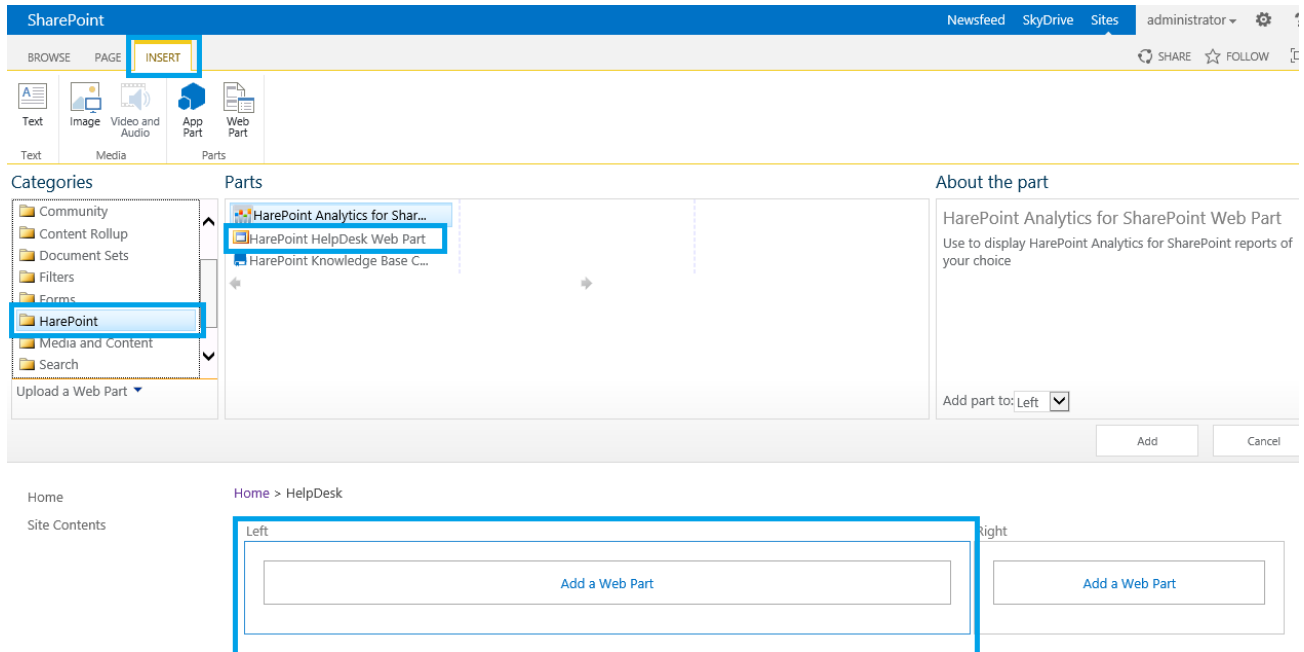 SharePoint Newsfeed SkyDrive Sites administrator ?
BROWSE PAGE INSERT SHARE FOLLOW
Text Image Video and Audio App Part Web Part
Text Media Parts
Categories Parts About the part
Community
Content Rollup
Document Sets
Filters
Forms
HarePoint
Media and Content
Search
Upload a Web Part
HarePoint Analytics for Shar...
HarePoint HelpDesk Web Part
HarePoint Knowledge Base C...
HarePoint Analytics for SharePoint Web Part
Use to display HarePoint Analytics for SharePoint reports of
your choice
Add part to: Left
Add Cancel
Home
Site Contents
Home > HelpDesk
Left Right
Add a Web Part Add a Web Part